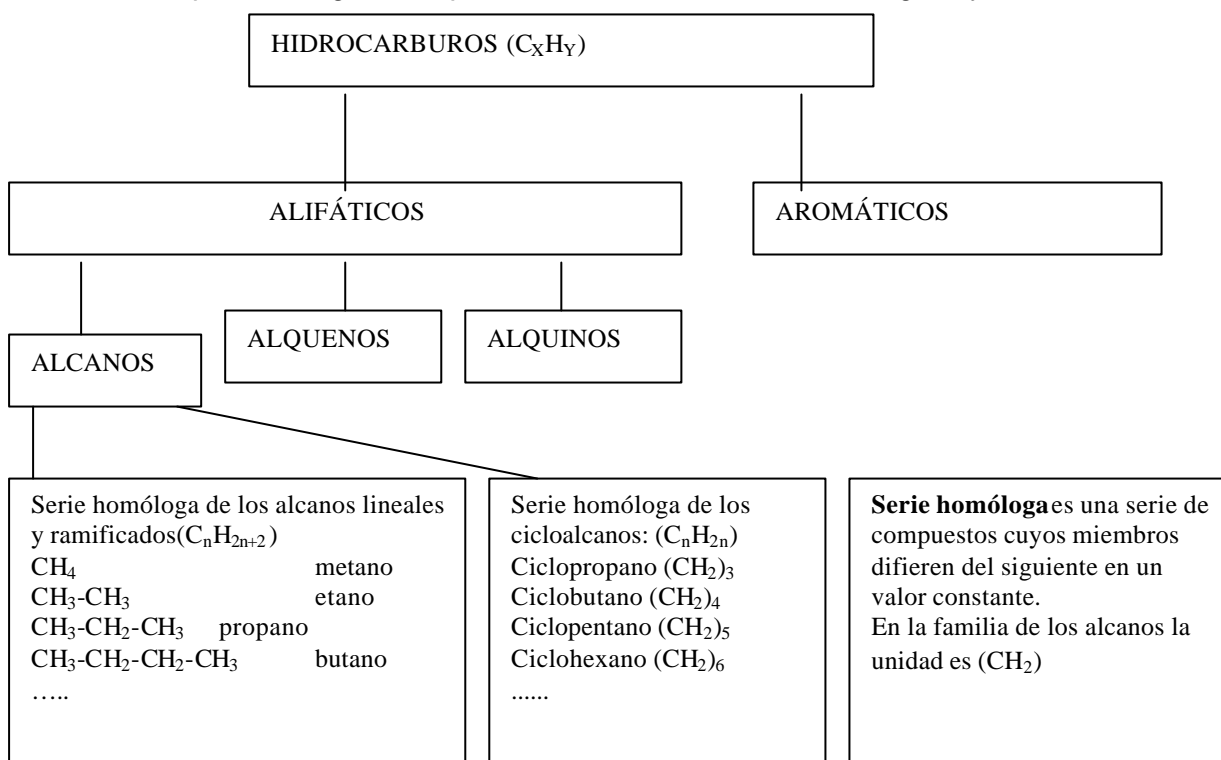 HIDROCARBUROS (CXHY)
ALIFÁTICOS
AROMÁTICOS
ALCANOS
ALQUENOS
ALQUINOS
Serie homóloga de los alcanos lineales
y ramificados(CnH2n+2)
CH4 metano
CH3-CH3 etano
CH3-CH2-CH3 propano
CH3-CH2-CH2-CH3 butano
…..
Serie homóloga de los
cicloalcanos: (CnH2n)
Ciclopropano (CH2)3
Ciclobutano (CH2)4
Ciclopentano (CH2)5
Ciclohexano (CH2)6
......
Serie homóloga es una serie de
compuestos cuyos miembros
difieren del siguiente en un
valor constante.
En la familia de los alcanos la
unidad es (CH2)